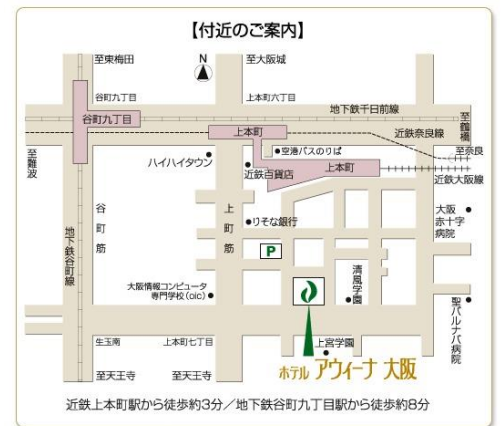 【付近のご案内】
至東梅田
N
至大阪城
谷町九丁目
上本町六丁目
地下鉄千日前線
谷町九丁目
上本町
近鉄奈良線
至鶴橋
至難波
ハイハイタウン
空港バスのりば
至奈良
近鉄百貨店
上本町
近鉄大阪線
谷町筋
上町筋
りそな銀行
大阪赤十字病院
地下鉄谷町線
P
清風学園
大阪情報コンピュータ
専門学校(oic)
聖バルナバ病院
生玉南
上本町七丁目
上宮学園
至天王寺
至天王寺
ホテル アウィーナ 大阪
近鉄上本町駅から徒歩約3分／地下鉄谷町九丁目駅から徒歩約8分